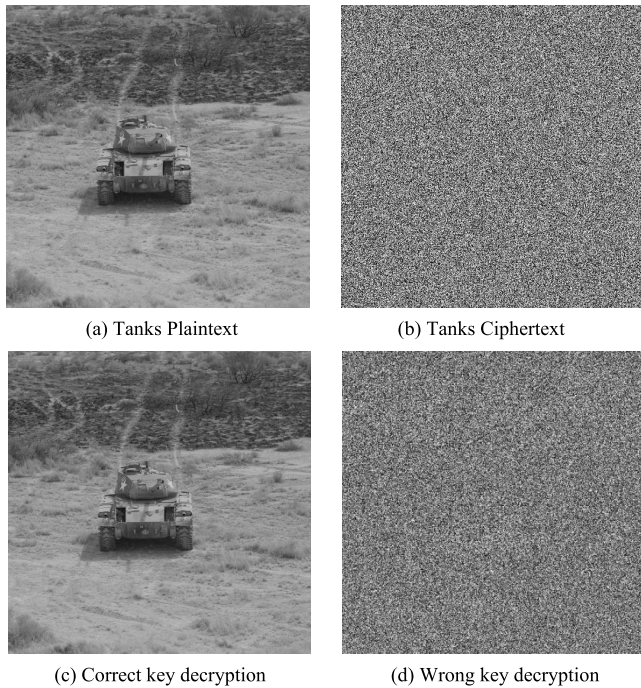 (a) Tanks Plaintext
(b) Tanks Ciphertext
(c) Correct key decryption
(d) Wrong key decryption